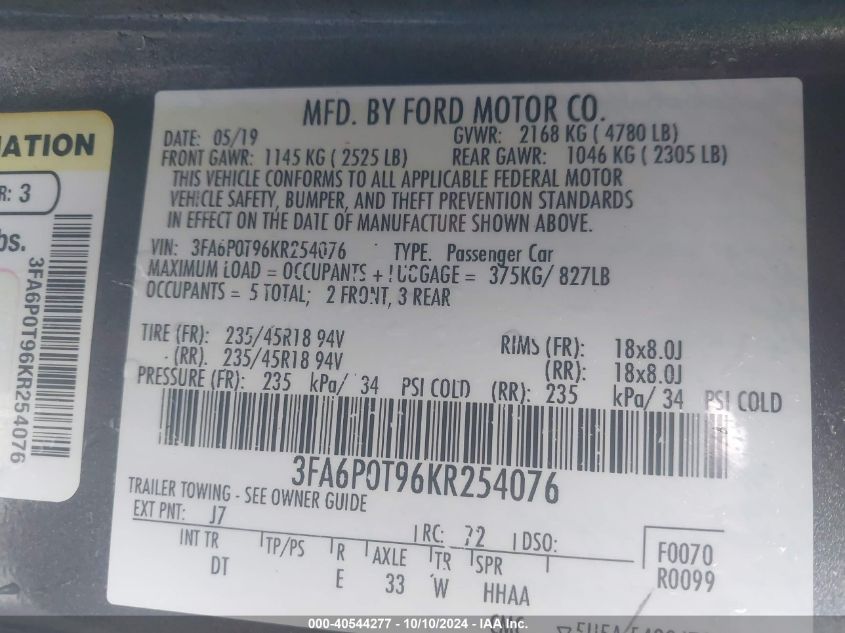 MFD. BY FORD MOTOR CO.
DATE: 05/19 GVWR: 2168 KG ( 4780 LB)
FRONT GAWR: 1145 KG ( 2525 LB) REAR GAWR: 1046 KG ( 2305 LB)
THIS VEHICLE CONFORMS TO ALL APPLICABLE FEDERAL MOTOR
VEHICLE SAFETY, BUMPER, AND THEFT PREVENTION STANDARDS
IN EFFECT ON THE DATE OF MANUFACTURE SHOWN ABOVE.
VIN: 3FA6P0T96KR254076 TYPE. Passenger Car
MAXIMUM LOAD = OCCUPANTS + LUGGAGE = 375KG/ 827LB
OCCUPANTS = 5 TOTAL; 2 FRONT, 3 REAR
TIRE (FR): 235/45R18 94V RIMS (FR): 18x8.0J
(RR). 235/45R18 94V (RR): 18x8.0J
PRESSURE (FR): 235 kPa/ 34 PSI COLD (RR): 235 kPa/ 34 PSI COLD
3FA6P0T96KR254076
TRAILER TOWING - SEE OWNER GUIDE
EXT PNT: J7 RC: 72 DSO:
INT TR TP/PS R AXLE TR SPR F0070
DT E 33 W HHAA R0099
MATION
R: 3
bs.
3FA6P0T96KR254076
000-40544277 - 10/10/2024 - IAA Inc.